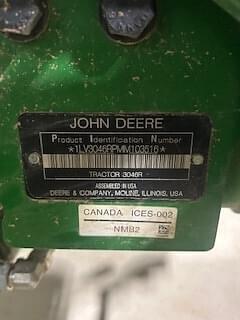 JOHN DEERE
Product Identification Number
*1LV3046RPMM103516*
TRACTOR 3046R
ASSEMBLED IN USA
DEERE & COMPANY, MOLINE, ILLINOIS, USA
CANADA ICES-002
NMB2